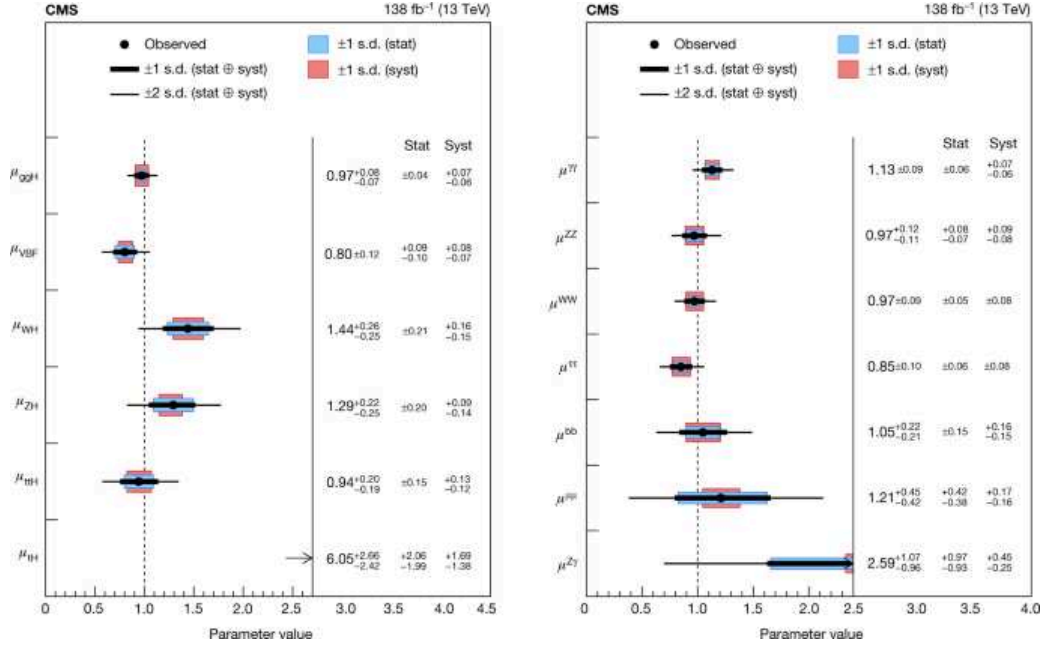 CMS 138 fb⁻¹ (13 TeV)
Observed ±1 s.d. (stat)
±1 s.d. (stat ⊕ syst) ±1 s.d. (syst)
±2 s.d. (stat ⊕ syst)
Stat Syst
μggH 0.97 +0.08 −0.07 ±0.04 +0.07 −0.06
μVBF 0.80 ±0.12 +0.09 −0.10 +0.08 −0.07
μWH 1.44 +0.26 −0.25 ±0.21 +0.16 −0.15
μZH 1.29 +0.22 −0.25 ±0.20 +0.09 −0.14
μttH 0.94 +0.20 −0.19 ±0.15 +0.13 −0.12
μtH 6.05 +2.66 −2.42 +2.06 −1.99 +1.69 −1.38
0 0.5 1.0 1.5 2.0 2.5 3.0 3.5 4.0 4.5
Parameter value
CMS 138 fb⁻¹ (13 TeV)
Observed ±1 s.d. (stat)
±1 s.d. (stat ⊕ syst) ±1 s.d. (syst)
±2 s.d. (stat ⊕ syst)
Stat Syst
μγγ 1.13 ±0.09 ±0.06 +0.07 −0.06
μZZ 0.97 +0.12 −0.11 +0.08 −0.07 +0.09 −0.08
μWW 0.97 ±0.09 ±0.05 ±0.08
μττ 0.85 ±0.10 ±0.06 ±0.08
μbb 1.05 +0.22 −0.21 ±0.15 +0.16 −0.15
μμμ 1.21 +0.45 −0.42 +0.42 −0.38 +0.17 −0.16
μZγ 2.59 +1.07 −0.96 +0.97 −0.93 +0.45 −0.25
0 0.5 1.0 1.5 2.0 2.5 3.0 3.5 4.0
Parameter value